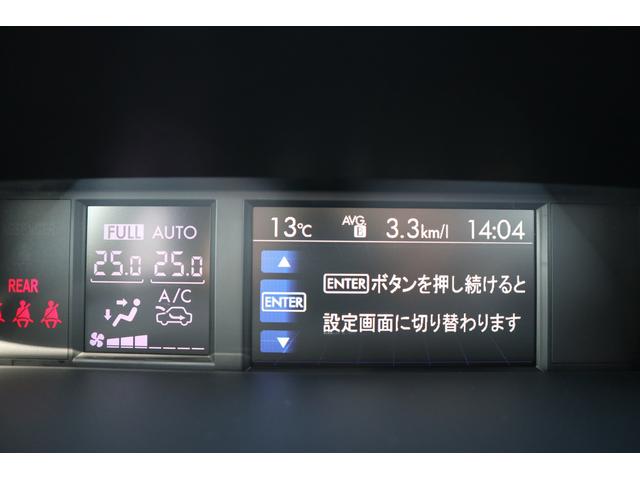 FULL AUTO
25.0 25.0
A/C
REAR
13℃ AVG. E 3.3km/l 14:04
ENTER
ENTERボタンを押し続けると
設定画面に切り替わります